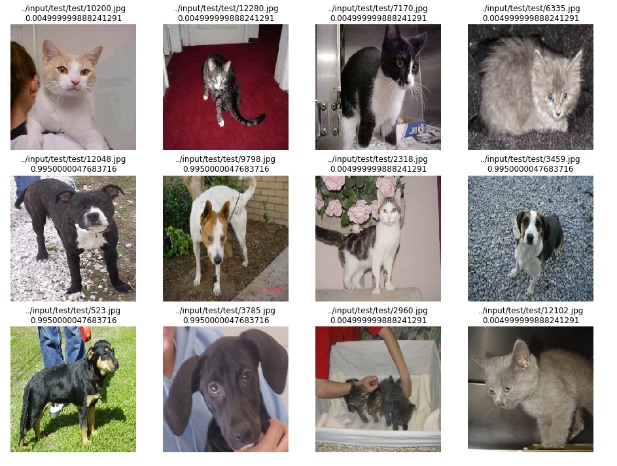 ../input/test/test/10200.jpg
0.004999999888241291
../input/test/test/12280.jpg
0.004999999888241291
../input/test/test/7170.jpg
0.004999999888241291
../input/test/test/6335.jpg
0.004999999888241291
../input/test/test/12048.jpg
0.9950000047683716
../input/test/test/9798.jpg
0.9950000047683716
../input/test/test/2318.jpg
0.004999999888241291
../input/test/test/3459.jpg
0.9950000047683716
../input/test/test/523.jpg
0.9950000047683716
../input/test/test/3785.jpg
0.9950000047683716
../input/test/test/2960.jpg
0.004999999888241291
../input/test/test/12102.jpg
0.004999999888241291